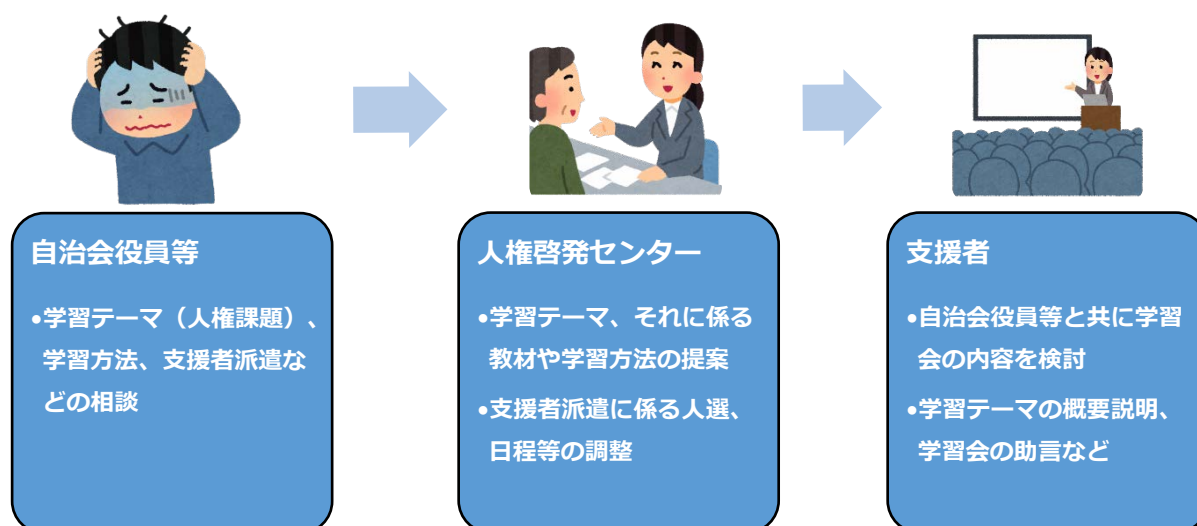 自治会役員等
•学習テーマ（人権課題）、
学習方法、支援者派遣な
どの相談
人権啓発センター
•学習テーマ、それに係る
教材や学習方法の提案
•支援者派遣に係る人選、
日程等の調整
支援者
•自治会役員等と共に学習
会の内容を検討
•学習テーマの概要説明、
学習会の助言など